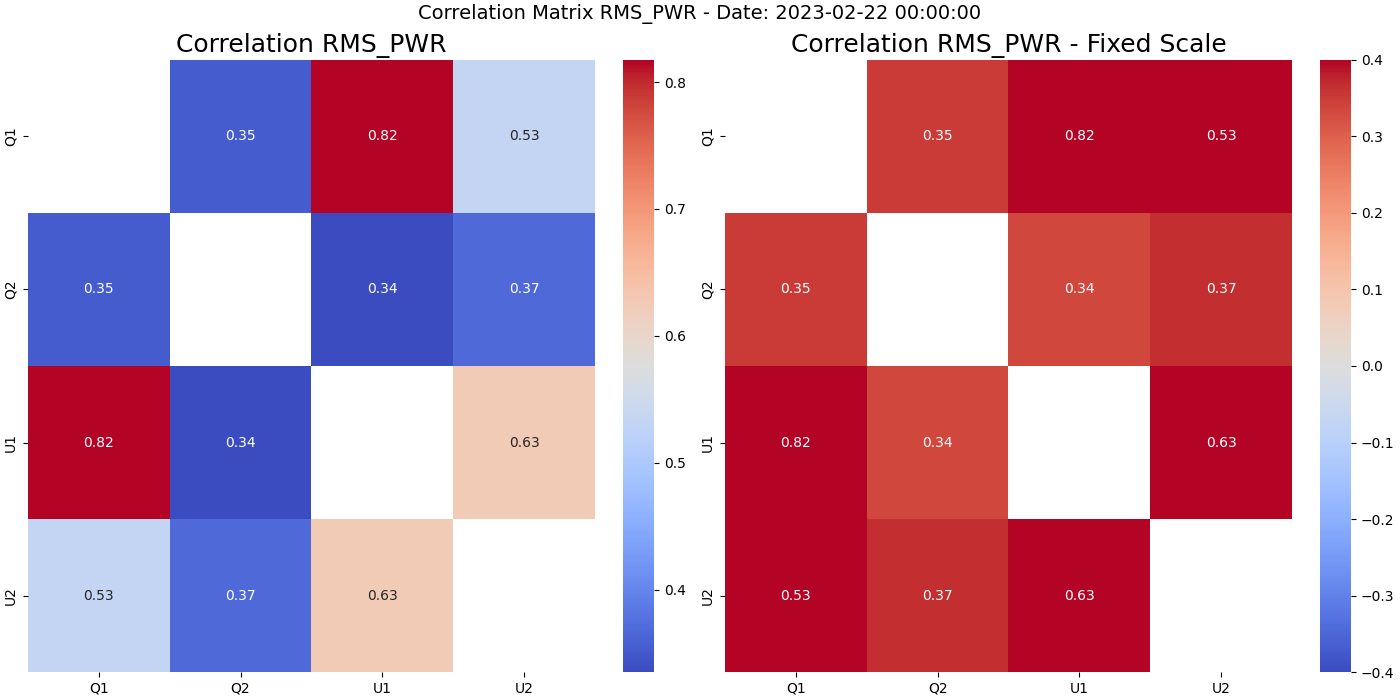 Correlation Matrix RMS_PWR - Date: 2023-02-22 00:00:00
Correlation RMS_PWR
Q1
0.35 0.82 0.53
Q2
0.35 0.34 0.37
U1
0.82 0.34 0.63
U2
0.53 0.37 0.63
Q1 Q2 U1 U2
0.8
0.7
0.6
0.5
0.4
Correlation RMS_PWR - Fixed Scale
Q1
0.35 0.82 0.53
Q2
0.35 0.34 0.37
U1
0.82 0.34 0.63
U2
0.53 0.37 0.63
Q1 Q2 U1 U2
0.4
0.3
0.2
0.1
0.0
−0.1
−0.2
−0.3
−0.4